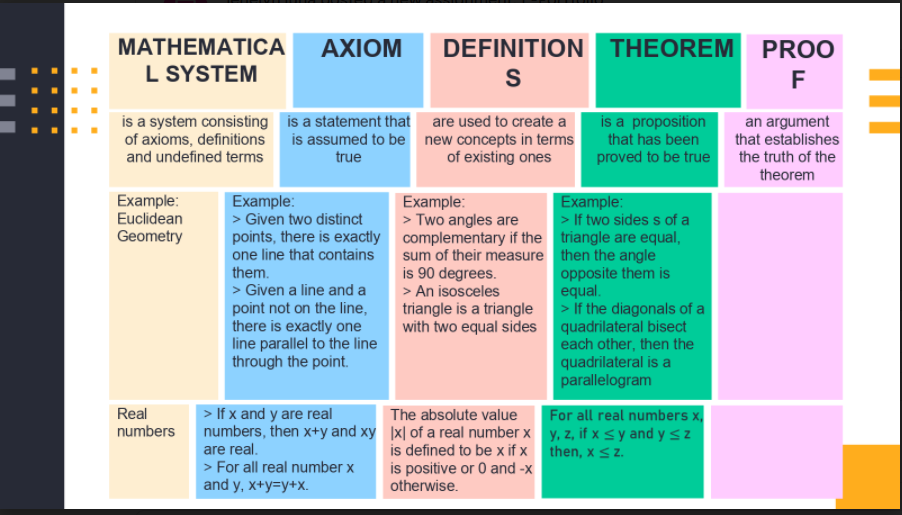 MATHEMATICA
L SYSTEM
AXIOM
DEFINITION
S
THEOREM
PROO
F
is a system consisting
of axioms, definitions
and undefined terms
is a statement that
is assumed to be
true
are used to create a
new concepts in terms
of existing ones
is a proposition
that has been
proved to be true
an argument
that establishes
the truth of the
theorem
Example:
Euclidean
Geometry
Example:
> Given two distinct
points, there is exactly
one line that contains
them.
> Given a line and a
point not on the line,
there is exactly one
line parallel to the line
through the point.
Example:
> Two angles are
complementary if the
sum of their measure
is 90 degrees.
> An isosceles
triangle is a triangle
with two equal sides
Example:
> If two sides s of a
triangle are equal,
then the angle
opposite them is
equal.
> If the diagonals of a
quadrilateral bisect
each other, then the
quadrilateral is a
parallelogram
Real
numbers
> If x and y are real
numbers, then x+y and xy
are real.
> For all real number x
and y, x+y=y+x.
The absolute value
|x| of a real number x
is defined to be x if x
is positive or 0 and -x
otherwise.
For all real numbers x,
y, z, if x ≤ y and y ≤ z
then, x ≤ z.